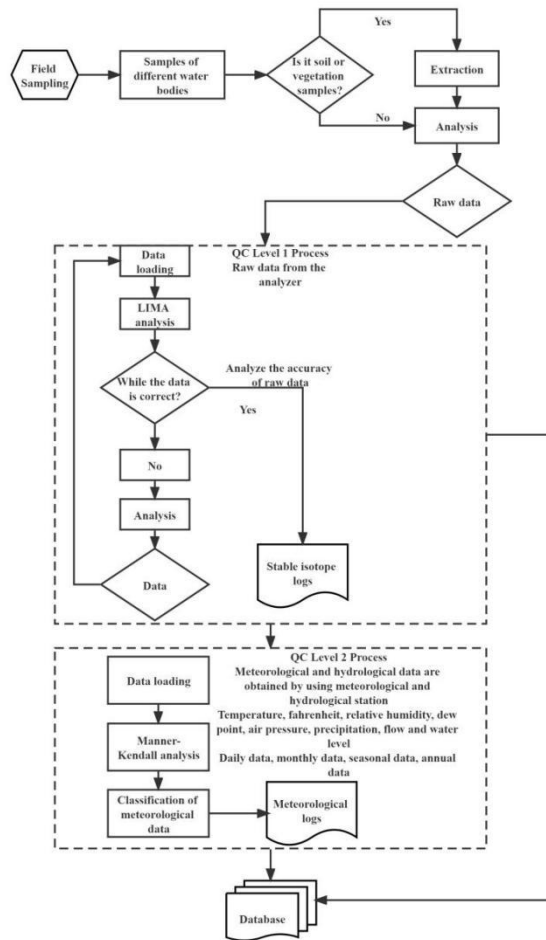 Yes
Field
Sampling
Samples of
different water
bodies
Is it soil or
vegetation
samples?
Extraction
No
Analysis
Raw data
QC Level 1 Process
Raw data from the
analyzer
Data
loading
LIMA
analysis
While the data
is correct?
Analyze the accuracy
of raw data
Yes
No
Analysis
Data
Stable isotope
logs
QC Level 2 Process
Meteorological and hydrological data are
obtained by using meteorological and
hydrological station
Temperature, fahrenheit, relative humidity, dew
point, air pressure, precipitation, flow and water
level
Daily data, monthly data, seasonal data, annual
data
Data loading
Manner-
Kendall analysis
Classification of
meteorological
data
Meteorological
logs
Database